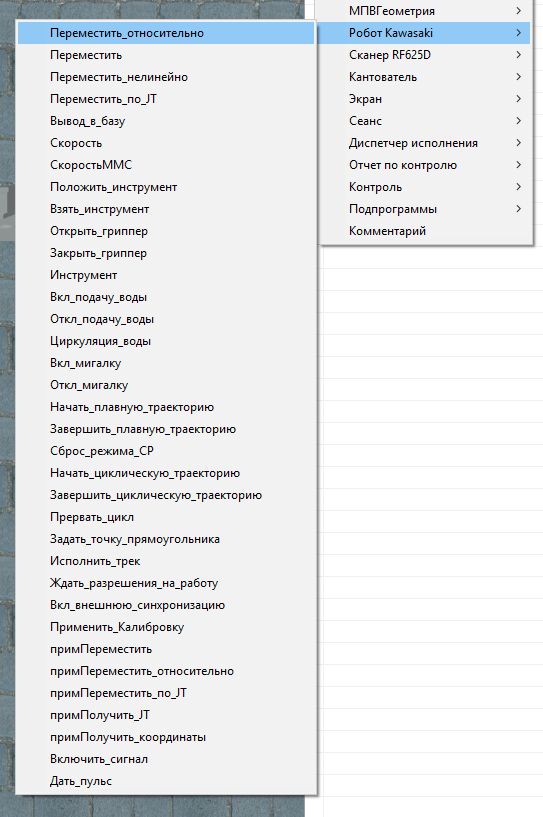 МПВГеометрия
Робот Kawasaki
Сканер RF625D
Кантователь
Экран
Сеанс
Диспетчер исполнения
Отчет по контролю
Контроль
Подпрограммы
Комментарий
Переместить_относительно
Переместить
Переместить_нелинейно
Переместить_по_JT
Вывод_в_базу
Скорость
СкоростьММС
Положить_инструмент
Взять_инструмент
Открыть_гриппер
Закрыть_гриппер
Инструмент
Вкл_подачу_воды
Откл_подачу_воды
Циркуляция_воды
Вкл_мигалку
Откл_мигалку
Начать_плавную_траекторию
Завершить_плавную_траекторию
Сброс_режима_CP
Начать_циклическую_траекторию
Завершить_циклическую_траекторию
Прервать_цикл
Задать_точку_прямоугольника
Исполнить_трек
Ждать_разрешения_на_работу
Вкл_внешнюю_синхронизацию
Применить_Калибровку
примПереместить
примПереместить_относительно
примПереместить_по_JT
примПолучить_JT
примПолучить_координаты
Включить_сигнал
Дать_пульс